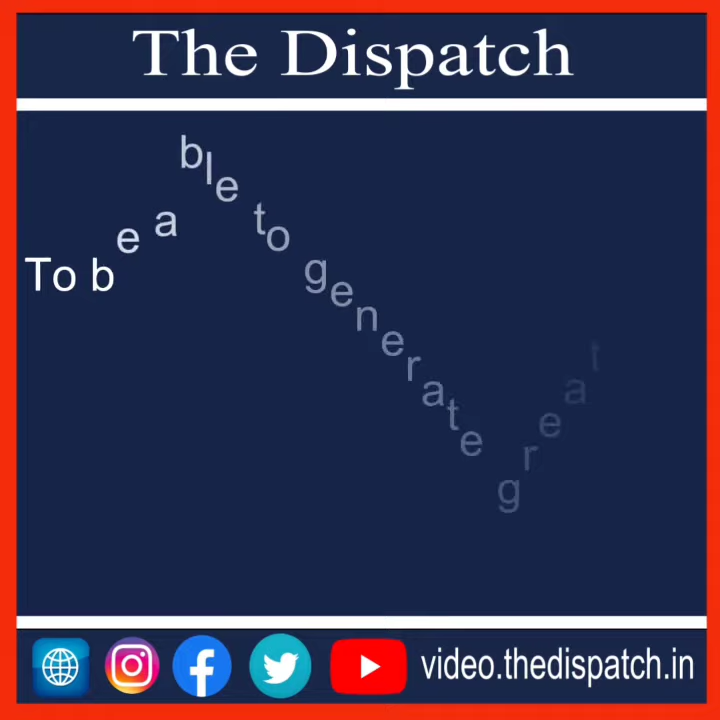 The Dispatch
To be able to generate great
video.thedispatch.in